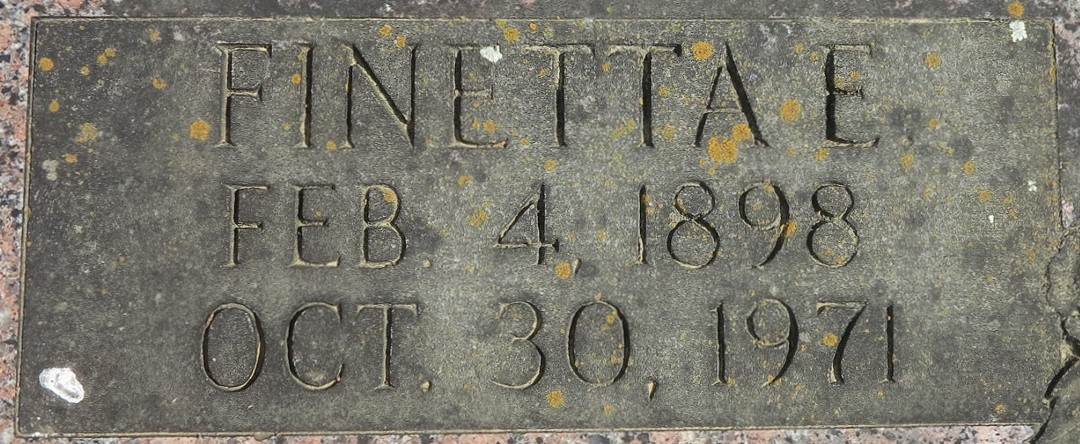 FINETTA E
FEB. 4, 1898
OCT. 30, 1971